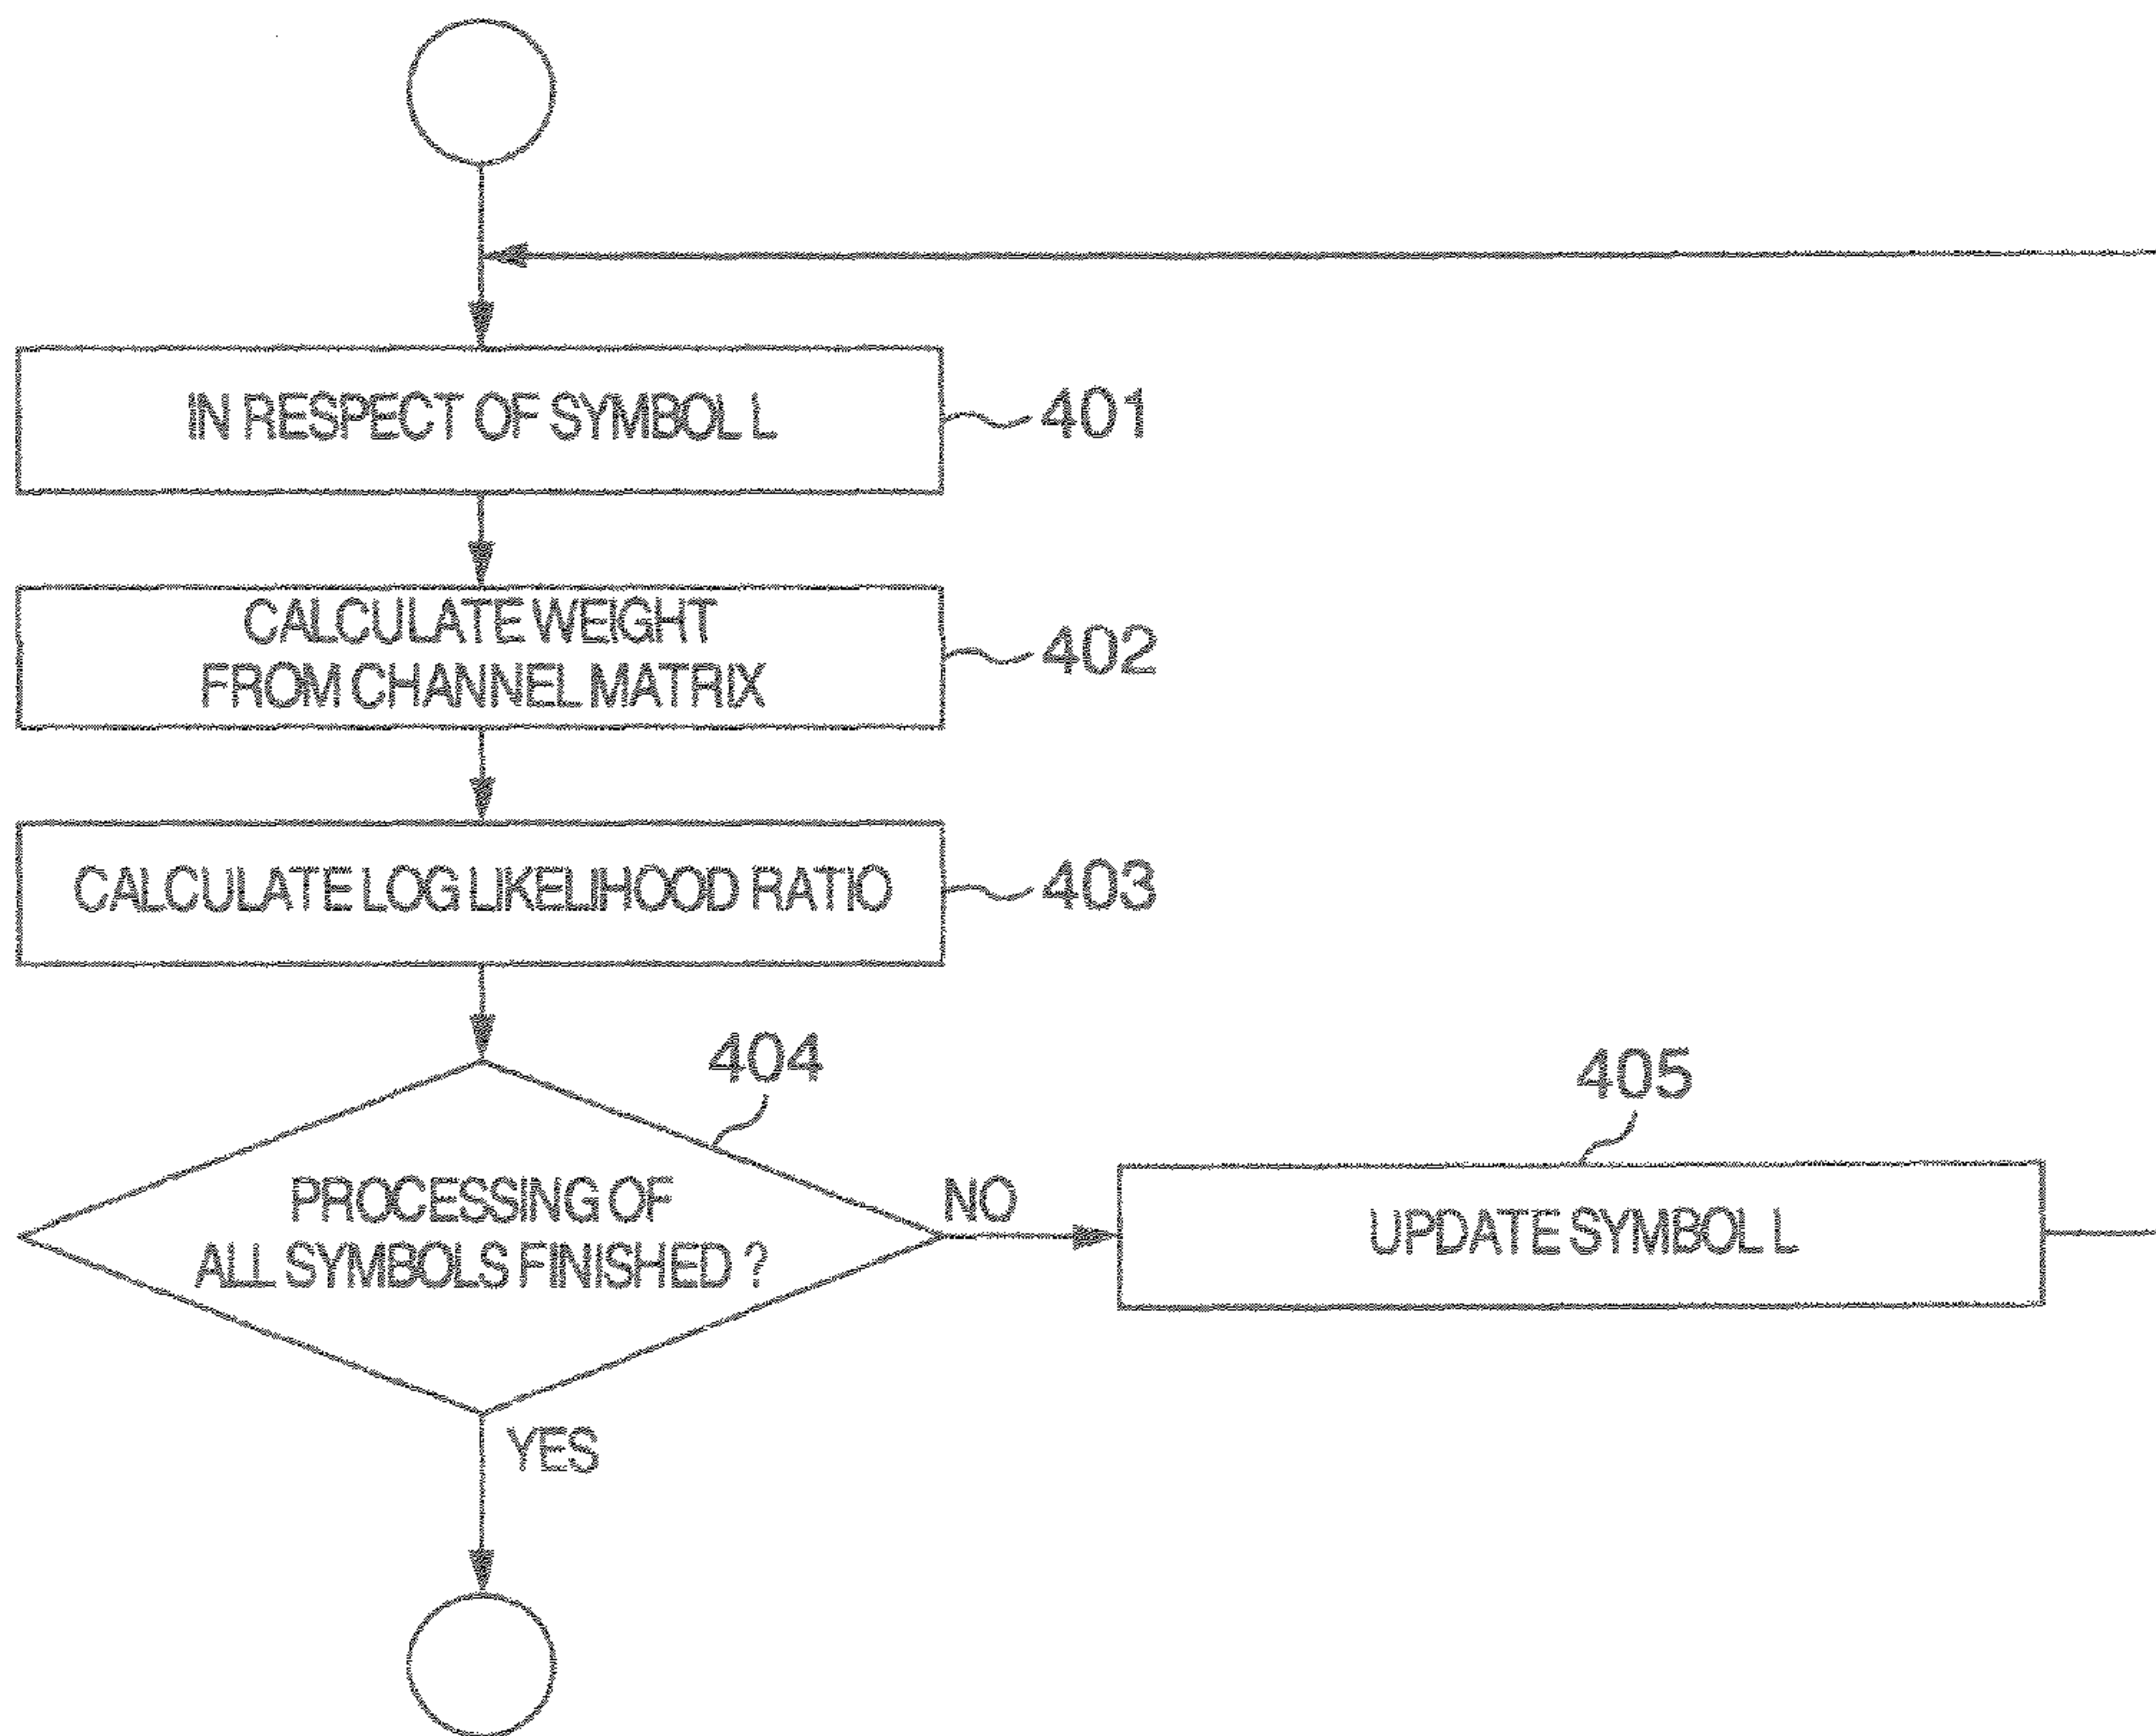 IN RESPECT OF SYMBOL L
401
CALCULATE WEIGHT
FROM CHANNEL MATRIX
402
CALCULATE LOG LIKELIHOOD RATIO
403
404
PROCESSING OF
ALL SYMBOLS FINISHED ?
NO
405
UPDATE SYMBOL L
YES